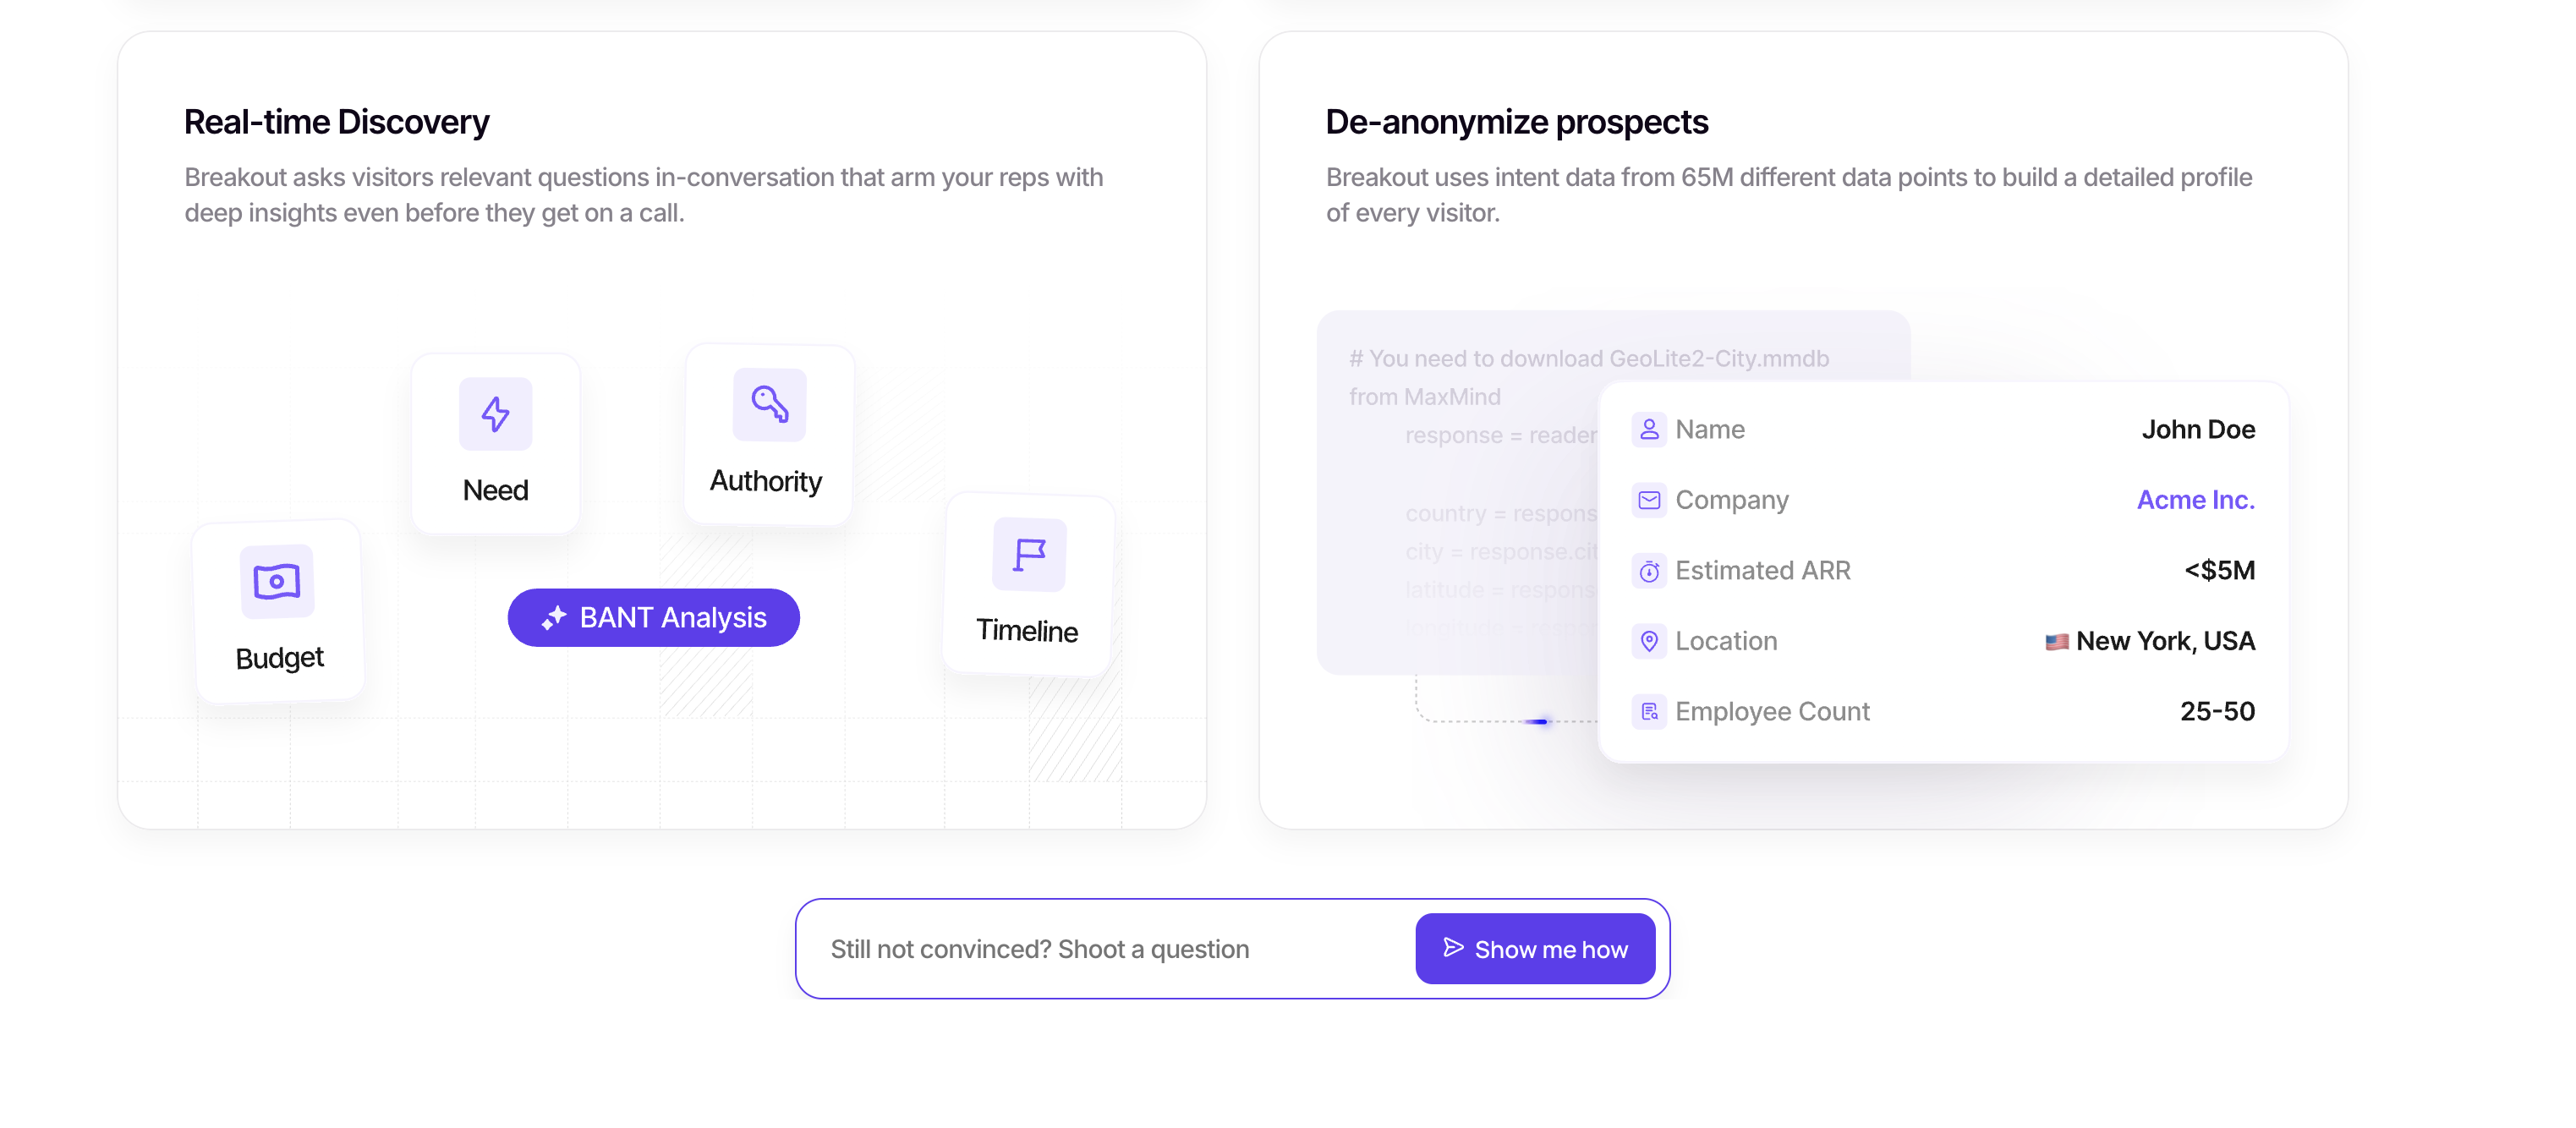 Real-time Discovery
Breakout asks visitors relevant questions in-conversation that arm your reps with
deep insights even before they get on a call.
Need
Authority
Budget
BANT Analysis
Timeline
De-anonymize prospects
Breakout uses intent data from 65M different data points to build a detailed profile
of every visitor.
# You need to download GeoLite2-City.mmdb
from MaxMind
response = reader
country = respons
city = response.cit
latitude = respons
longitude = respo
Name John Doe
Company Acme Inc.
Estimated ARR <$5M
Location 🇺🇸 New York, USA
Employee Count 25-50
Still not convinced? Shoot a question
Show me how